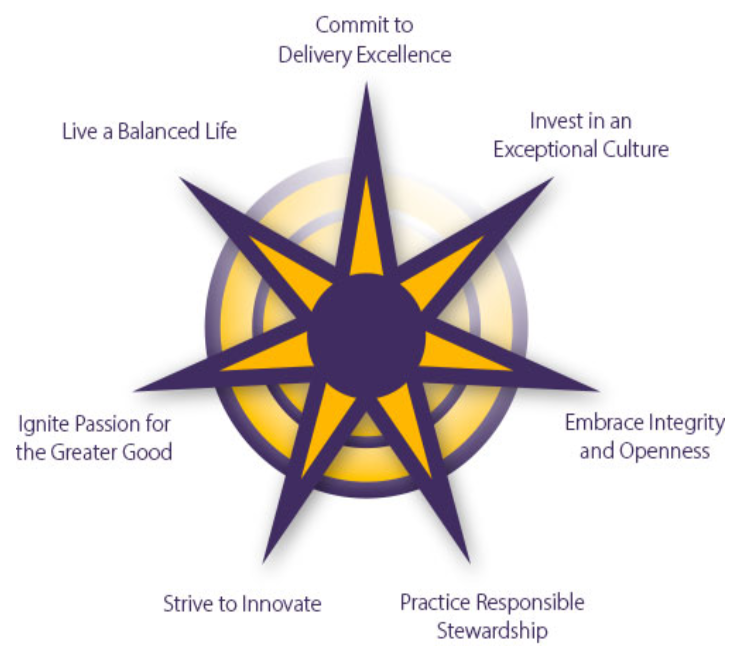 Commit to
Delivery Excellence
Live a Balanced Life
Invest in an
Exceptional Culture
Ignite Passion for
the Greater Good
Embrace Integrity
and Openness
Strive to Innovate
Practice Responsible
Stewardship